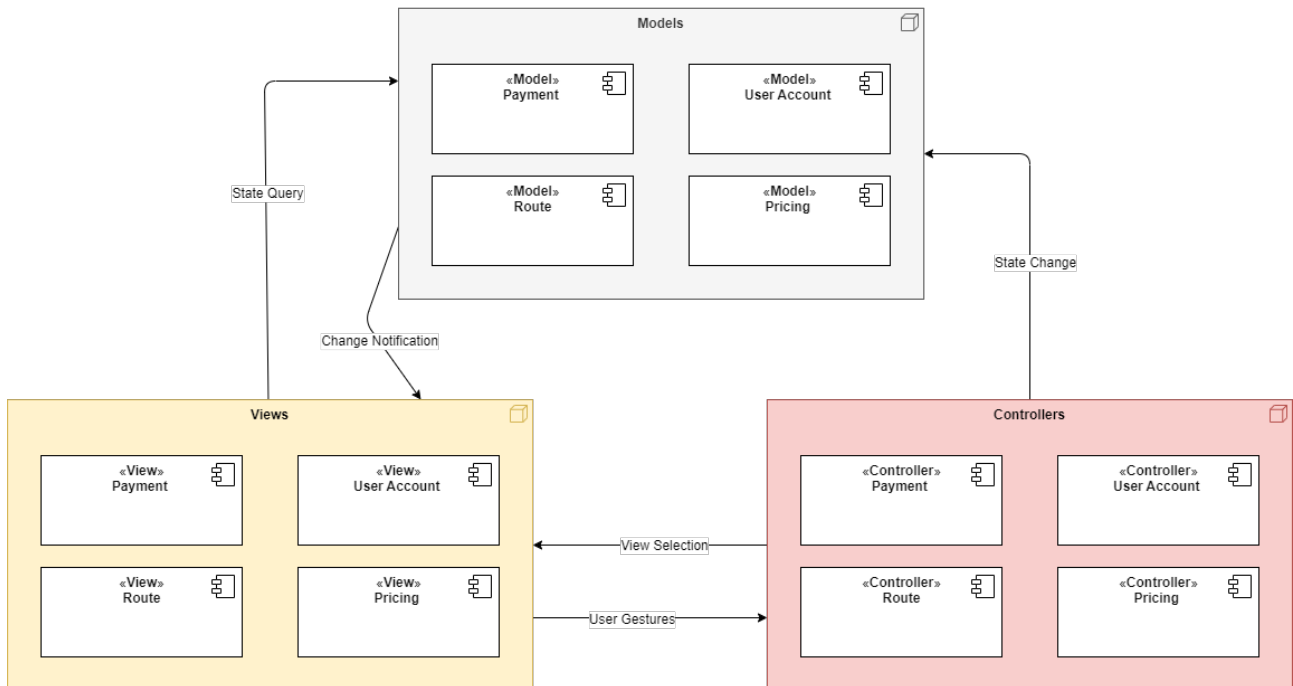 Models
«Model»
Payment
«Model»
User Account
«Model»
Route
«Model»
Pricing
State Query
State Change
Change Notification
Views
«View»
Payment
«View»
User Account
«View»
Route
«View»
Pricing
View Selection
User Gestures
Controllers
«Controller»
Payment
«Controller»
User Account
«Controller»
Route
«Controller»
Pricing